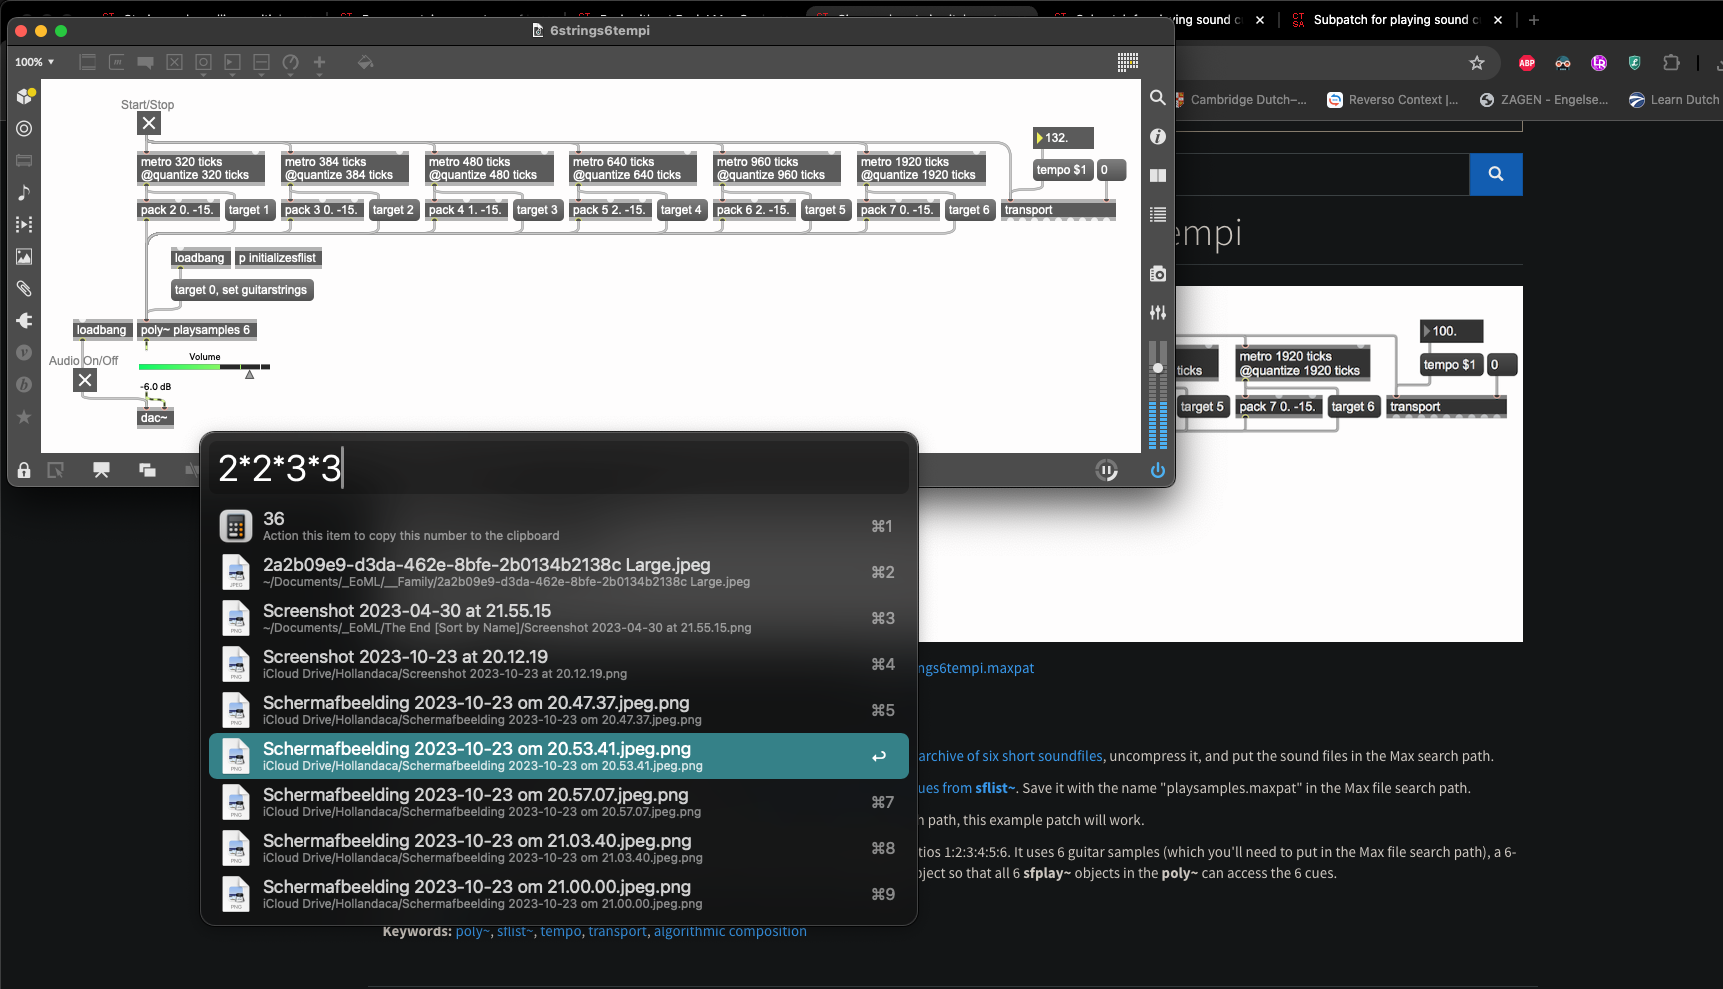 6strings6tempi
playing sound c
Subpatch for playing sound c
100%
Cambridge Dutch–...
Reverso Context |...
ZAGEN - Engelse...
Learn Dutch
ABP
Start/Stop
132.
metro 320 ticks
@quantize 320 ticks
metro 384 ticks
@quantize 384 ticks
metro 480 ticks
@quantize 480 ticks
metro 640 ticks
@quantize 640 ticks
metro 960 ticks
@quantize 960 ticks
metro 1920 ticks
@quantize 1920 ticks
tempo $1
0
pack 2 0. -15.
target 1
pack 3 0. -15.
target 2
pack 4 1. -15.
target 3
pack 5 2. -15.
target 4
pack 6 2. -15.
target 5
pack 7 0. -15.
target 6
transport
loadbang
p initializesflist
target 0, set guitarstrings
loadbang
poly~ playsamples 6
Audio On/Off
Volume
-6.0 dB
dac~
empi
100.
ticks
metro 1920 ticks
@quantize 1920 ticks
tempo $1
0
target 5
pack 7 0. -15.
target 6
transport
2*2*3*3
36
Action this item to copy this number to the clipboard
⌘1
2a2b09e9-d3da-462e-8bfe-2b0134b2138c Large.jpeg
~/Documents/_EoML/__Family/2a2b09e9-d3da-462e-8bfe-2b0134b2138c Large.jpeg
⌘2
Screenshot 2023-04-30 at 21.55.15
~/Documents/_EoML/The End [Sort by Name]/Screenshot 2023-04-30 at 21.55.15.png
⌘3
Screenshot 2023-10-23 at 20.12.19
iCloud Drive/Hollandaca/Screenshot 2023-10-23 at 20.12.19.png
⌘4
Schermafbeelding 2023-10-23 om 20.47.37.jpeg.png
iCloud Drive/Hollandaca/Schermafbeelding 2023-10-23 om 20.47.37.jpeg.png
⌘5
Schermafbeelding 2023-10-23 om 20.53.41.jpeg.png
iCloud Drive/Hollandaca/Schermafbeelding 2023-10-23 om 20.53.41.jpeg.png
Schermafbeelding 2023-10-23 om 20.57.07.jpeg.png
iCloud Drive/Hollandaca/Schermafbeelding 2023-10-23 om 20.57.07.jpeg.png
⌘7
Schermafbeelding 2023-10-23 om 21.03.40.jpeg.png
iCloud Drive/Hollandaca/Schermafbeelding 2023-10-23 om 21.03.40.jpeg.png
⌘8
Schermafbeelding 2023-10-23 om 21.00.00.jpeg.png
iCloud Drive/Hollandaca/Schermafbeelding 2023-10-23 om 21.00.00.jpeg.png
⌘9
ngs6tempi.maxpat
archive of six short soundfiles, uncompress it, and put the sound files in the Max search path.
ues from sflist~. Save it with the name "playsamples.maxpat" in the Max file search path.
path, this example patch will work.
tios 1:2:3:4:5:6. It uses 6 guitar samples (which you'll need to put in the Max file search path), a 6-
ject so that all 6 sfplay~ objects in the poly~ can access the 6 cues.
Keywords: poly~, sflist~, tempo, transport, algorithmic composition